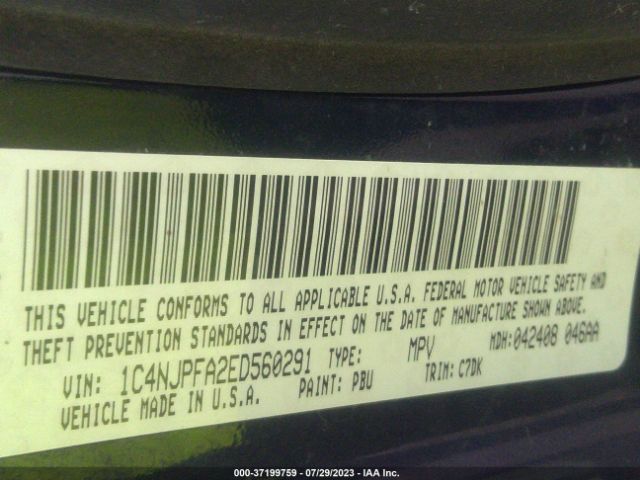 THIS VEHICLE CONFORMS TO ALL APPLICABLE U.S.A. FEDERAL MOTOR VEHICLE SAFETY AND
THEFT PREVENTION STANDARDS IN EFFECT ON THE DATE OF MANUFACTURE SHOWN ABOVE.
VIN: 1C4NJPFA2ED560291 TYPE: MPV MDH:042408 046AA
VEHICLE MADE IN U.S.A. PAINT: PBU TRIM: C7DK
000-37199759 - 07/29/2023 - IAA Inc.